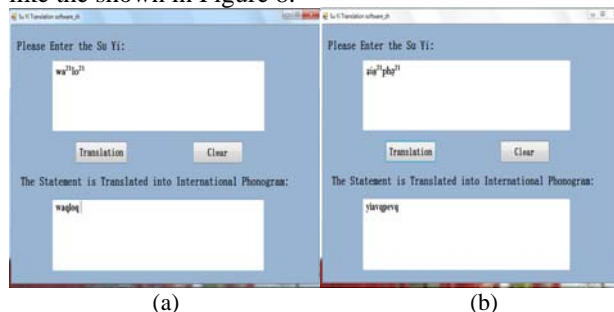 like the shown in Figure 6.
Su Yi Translation software_zh
Su Yi Translation software_zh
Please Enter the Su Yi:
Please Enter the Su Yi:
wa²¹lo²¹
Translation Clear
Translation Clear
The Statement is Translated into International Phonogram:
The Statement is Translated into International Phonogram:
waqloq
yiavqpevq
(a) (b)